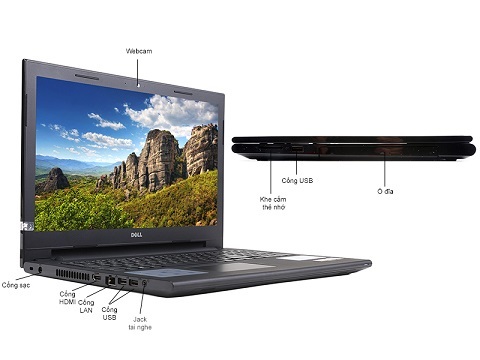 Webcam
DELL
Cổng USB
Khe cắm
thẻ nhớ
Ổ đĩa
Cổng sạc
Cổng
HDMI
Cổng
LAN
Cổng
USB
Jack
tai nghe